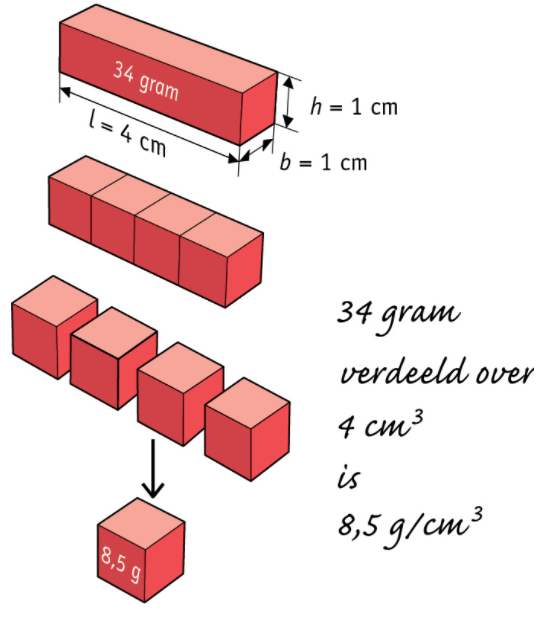 34 gram
h = 1 cm
l = 4 cm
b = 1 cm
34 gram
verdeeld over
4 cm³
is
8,5 g/cm³
8,5 g